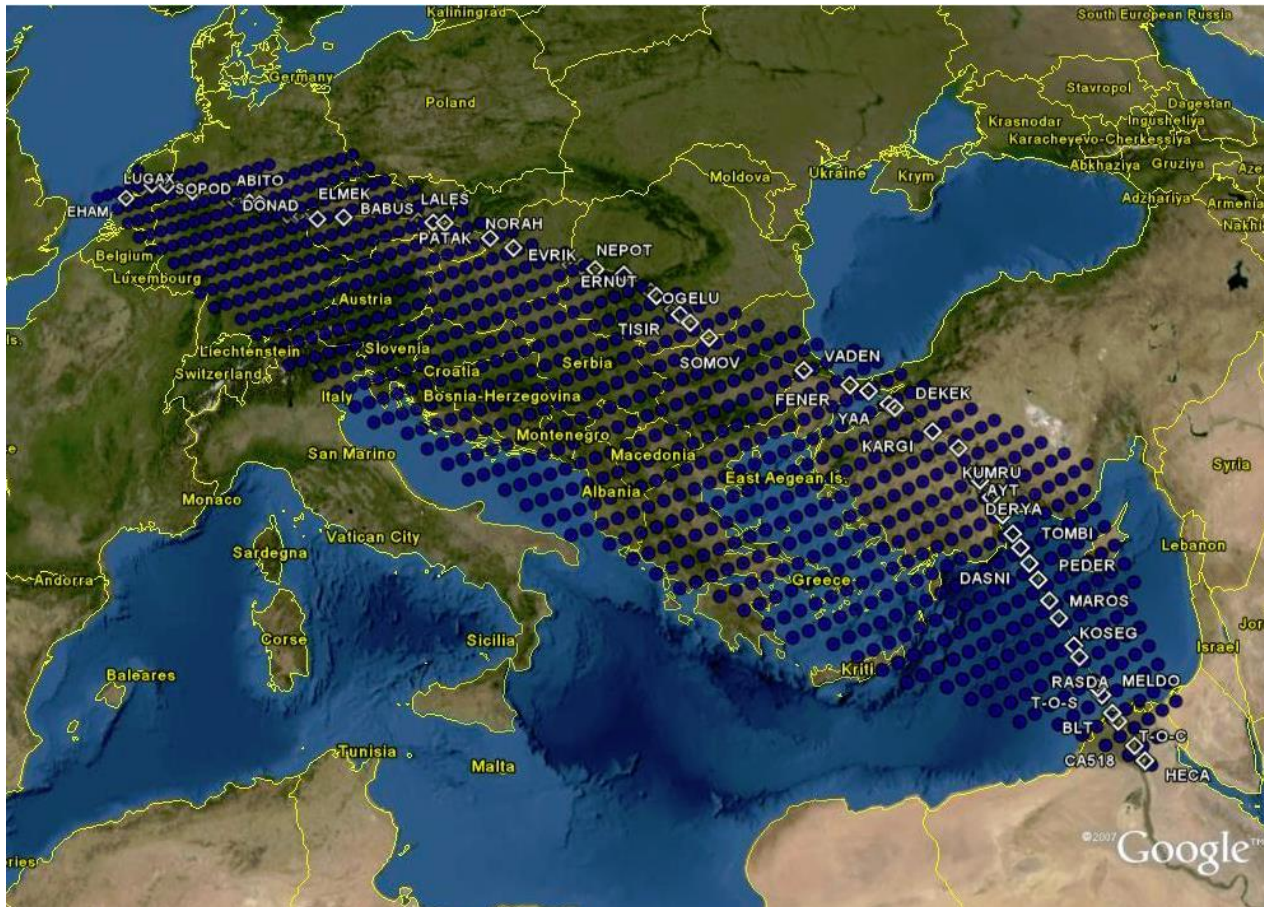 Kaliningrad
South European Russia
Germany
Poland
Stavropol
Dagestan
Krasnodar
Ingushetiya
Karacheyevo-Cherkessiya
Abkhaziya
Gruziya
Moldova
Ukraine
Krym
Adzhariya
Armenia
LUGAX
SOPOD
ABITO
EHAM
DONAD
ELMEK
BABUS
LALES
PATAK
NORAH
EVRIK
NEPOT
ERNUT
Belgium
Luxembourg
Austria
OGELU
TISIR
SOMOV
Is.
Liechtenstein
Slovenia
Switzerland
Croatia
Serbia
VADEN
Italy
Bosnia-Herzegovina
FENER
DEKEK
YAA
Montenegro
San Marino
Macedonia
KARGI
Syria
East Aegean Is.
KUMRU
Monaco
Albania
AYT
DERYA
Vatican City
TOMBI
Lebanon
Sardegna
Andorra
Greece
DASNI
PEDER
MAROS
Corse
Sicilia
KOSEG
Israel
Baleares
Kriti
RASDA
MELDO
T-O-S
BLT
T-O-C
Tunisia
Malta
CA518
HECA
©2007 Google™